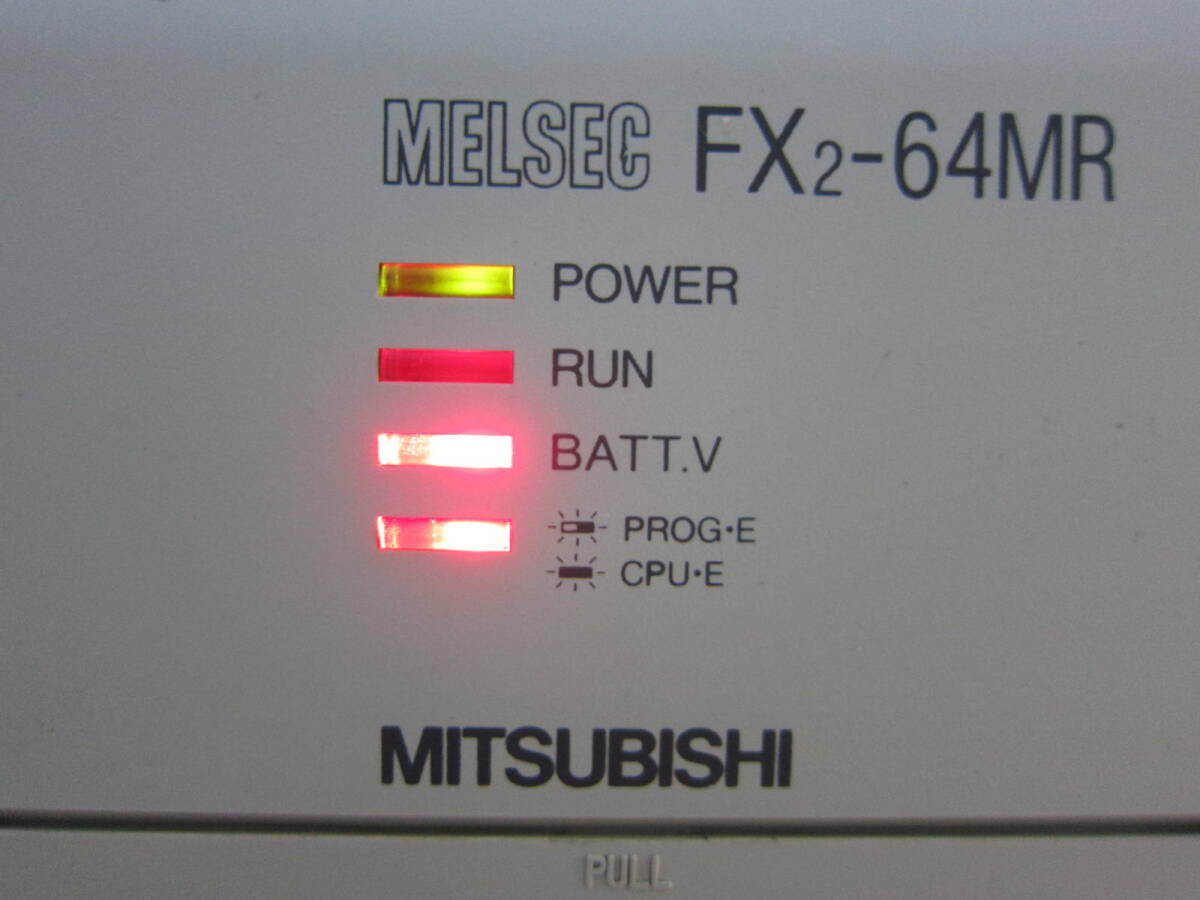 MELSEC FX2-64MR
POWER
RUN
BATT.V
PROG•E
CPU•E
MITSUBISHI
PULL